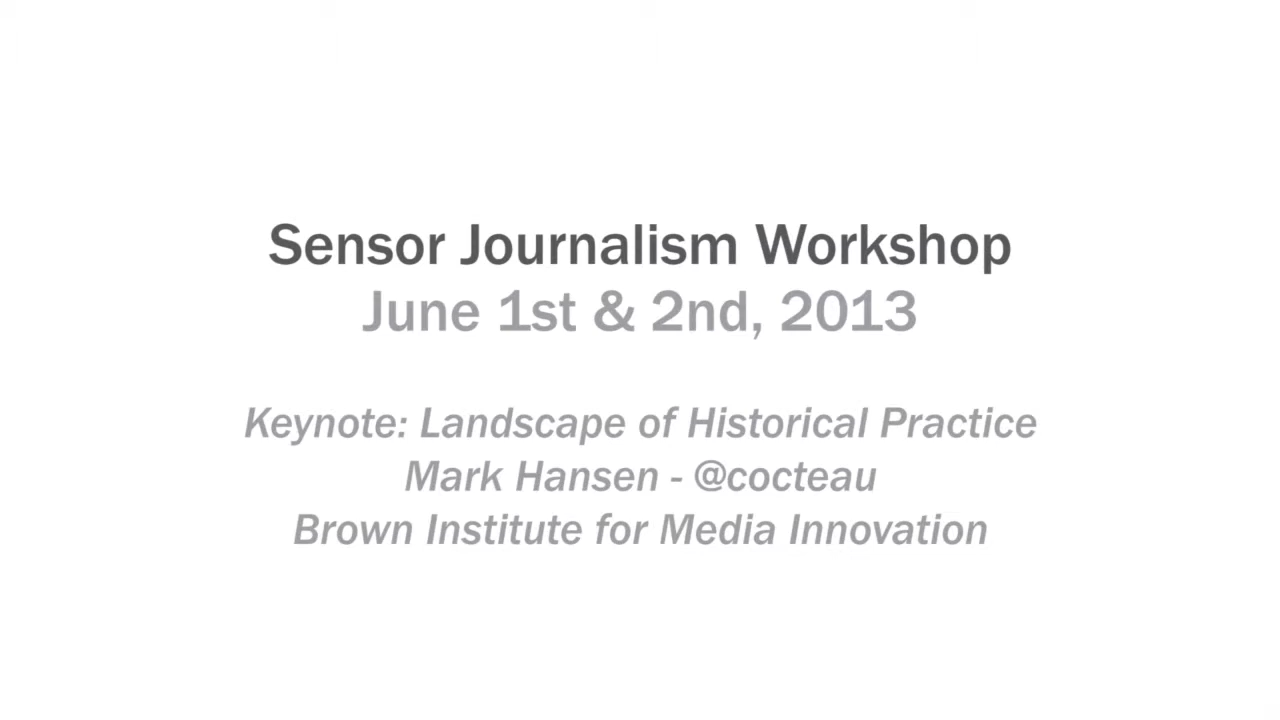 Sensor Journalism Workshop
June 1st & 2nd, 2013
Keynote: Landscape of Historical Practice
Mark Hansen - @cocteau
Brown Institute for Media Innovation